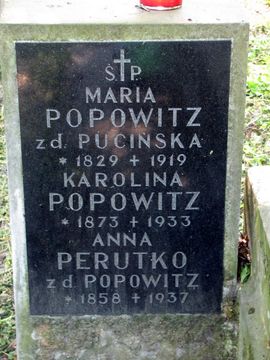 Ś†P.
MARIA
POPOWITZ
zd. PUCIŃSKA
* 1829 + 1919
KAROLINA
POPOWITZ
* 1873 + 1933
ANNA
PERUTKO
zd. POPOWITZ
* 1858 + 1937